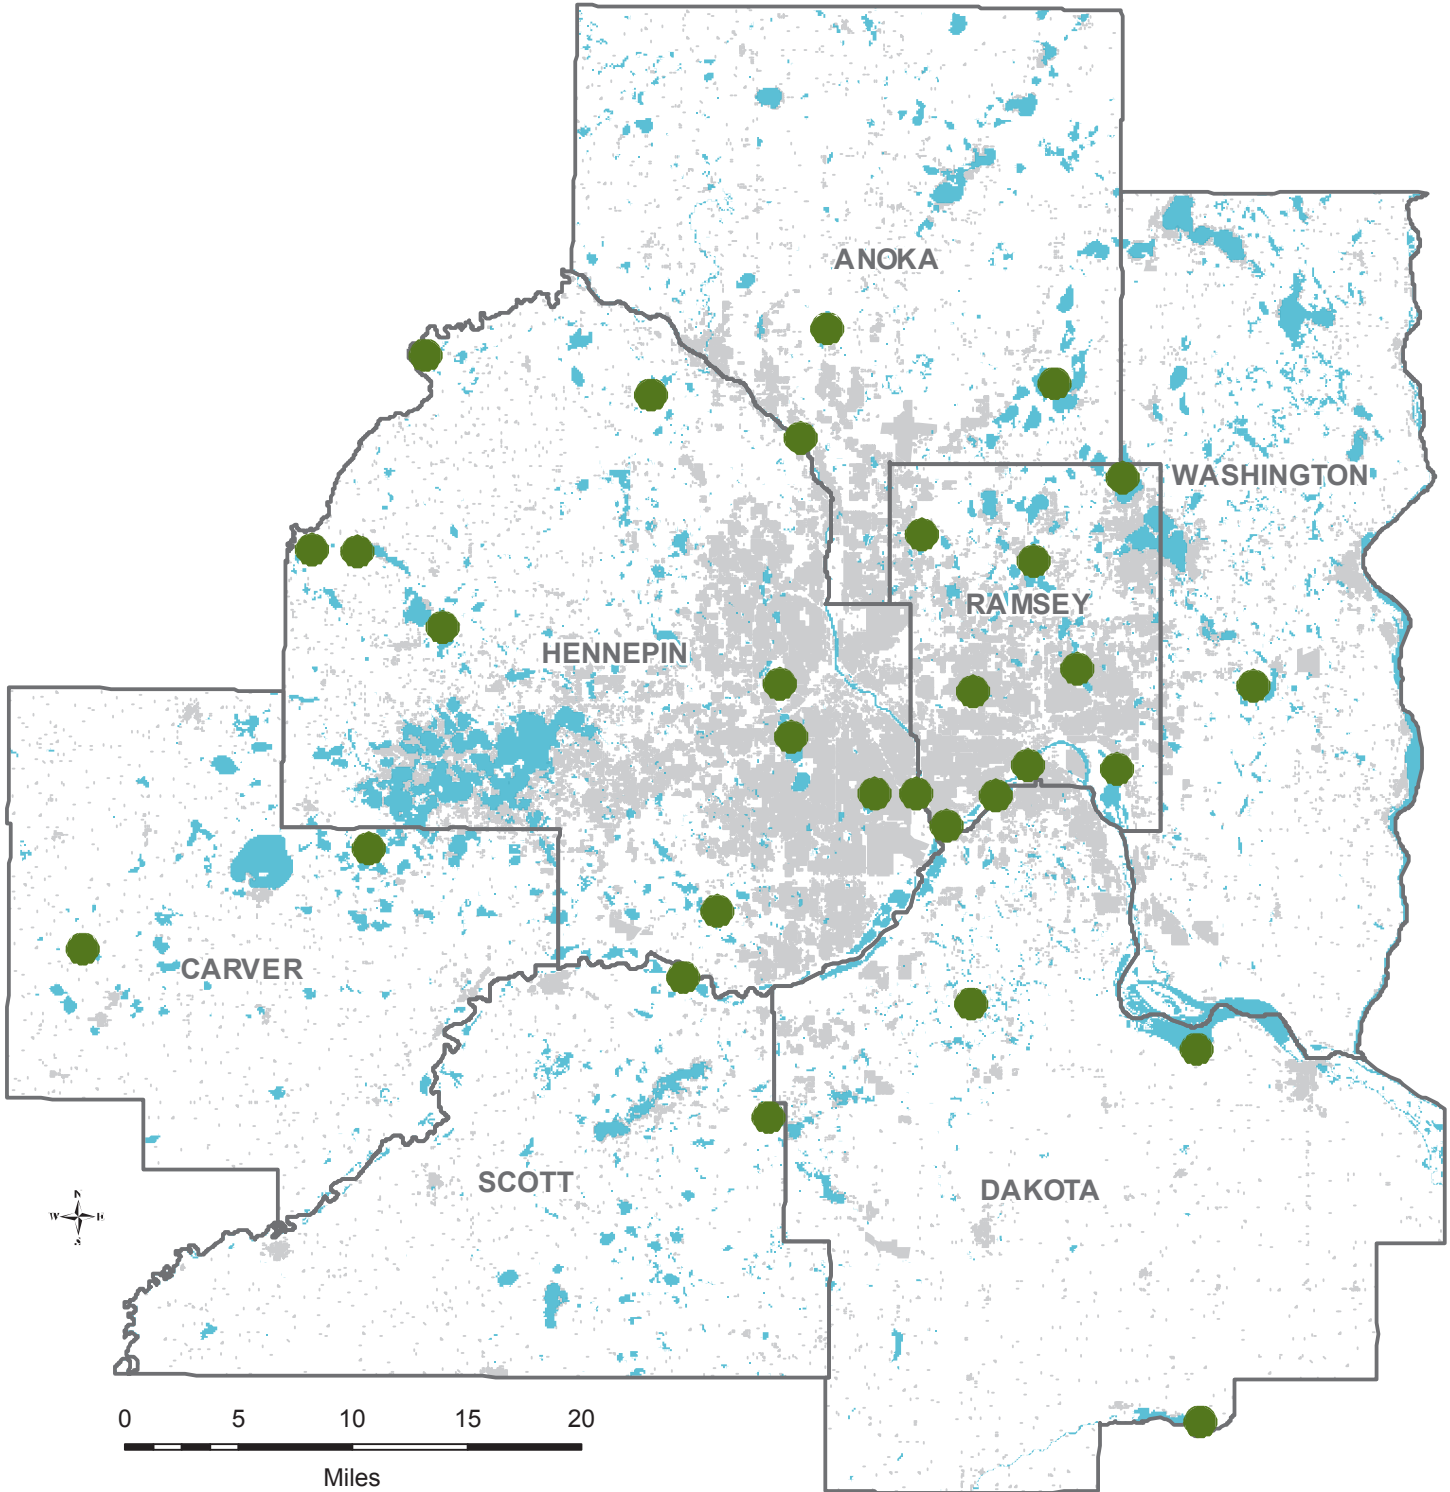 ANOKA
WASHINGTON
RAMSEY
HENNEPIN
CARVER
SCOTT
DAKOTA
N
W
S
0 5 10 15 20
Miles